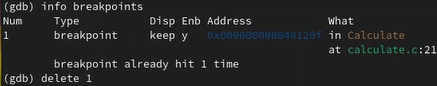 (gdb) info breakpoints
Num     Type           Disp Enb Address            What
1       breakpoint     keep y   0x000000000040120f in Calculate
                                                   at calculate.c:21
        breakpoint already hit 1 time
(gdb) delete 1